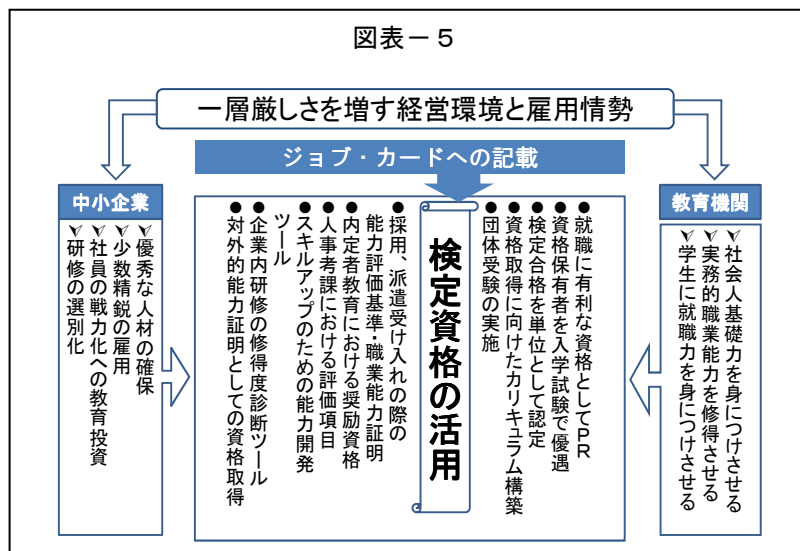 図表－５
一層厳しさを増す経営環境と雇用情勢
ジョブ・カードへの記載
中小企業
優秀な人材の確保
少数精鋭の雇用
社員の戦力化への教育投資
研修の選別化
教育機関
社会人基礎力を身につけさせる
実務的職業能力を修得させる
学生に就職力を身につけさせる
● 就職に有利な資格としてＰＲ
● 資格保有者を入学試験で優遇
● 検定合格を単位として認定
● 資格取得に向けたカリキュラム構築
● 団体受験の実施
検定資格の活用
● 採用、派遣受け入れの際の
能力評価基準・職業能力証明
● 内定者教育における奨励資格
● 人事考課における評価項目
● スキルアップのための能力開発
ツール
● 企業内研修の修得度診断ツール
● 対外的能力証明としての資格取得